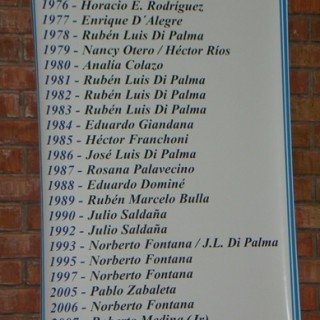 1976 - Horacio E. Rodríguez
1977 - Enrique D´Alegre
1978 - Rubén Luis Di Palma
1979 - Nancy Otero / Héctor Ríos
1980 - Analía Colazo
1981 - Rubén Luis Di Palma
1982 - Rubén Luis Di Palma
1983 - Rubén Luis Di Palma
1984 - Eduardo Giandana
1985 - Héctor Franchoni
1986 - José Luis Di Palma
1987 - Rosana Palavecino
1988 - Eduardo Dominé
1989 - Rubén Marcelo Bulla
1990 - Julio Saldaña
1992 - Julio Saldaña
1993 - Norberto Fontana / J.L. Di Palma
1995 - Norberto Fontana
1997 - Norberto Fontana
2005 - Pablo Zabaleta
2006 - Norberto Fontana
2007 - Roberto Medina (Jr)